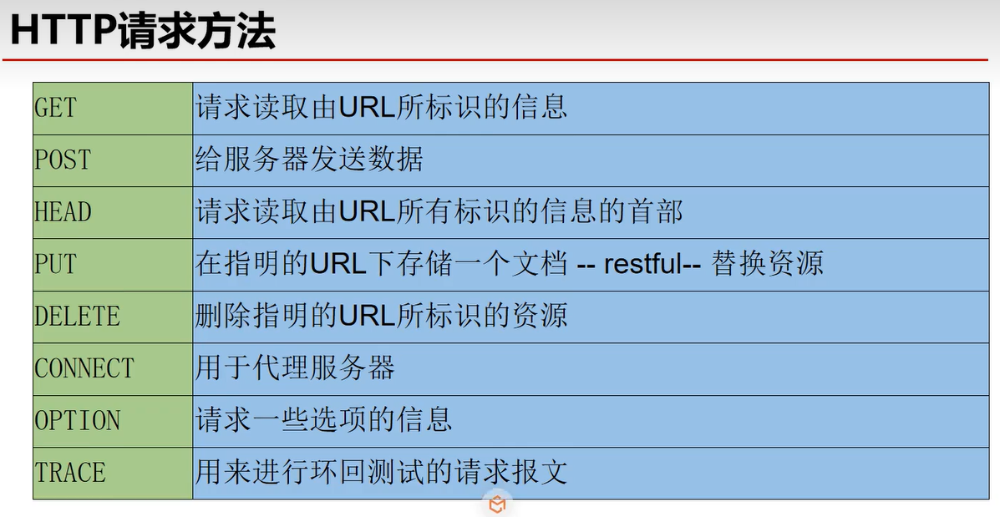 HTTP请求方法
GET 请求读取由URL所标识的信息
POST 给服务器发送数据
HEAD 请求读取由URL所有标识的信息的首部
PUT 在指明的URL下存储一个文档 -- restful-- 替换资源
DELETE 删除指明的URL所标识的资源
CONNECT 用于代理服务器
OPTION 请求一些选项的信息
TRACE 用来进行环回测试的请求报文